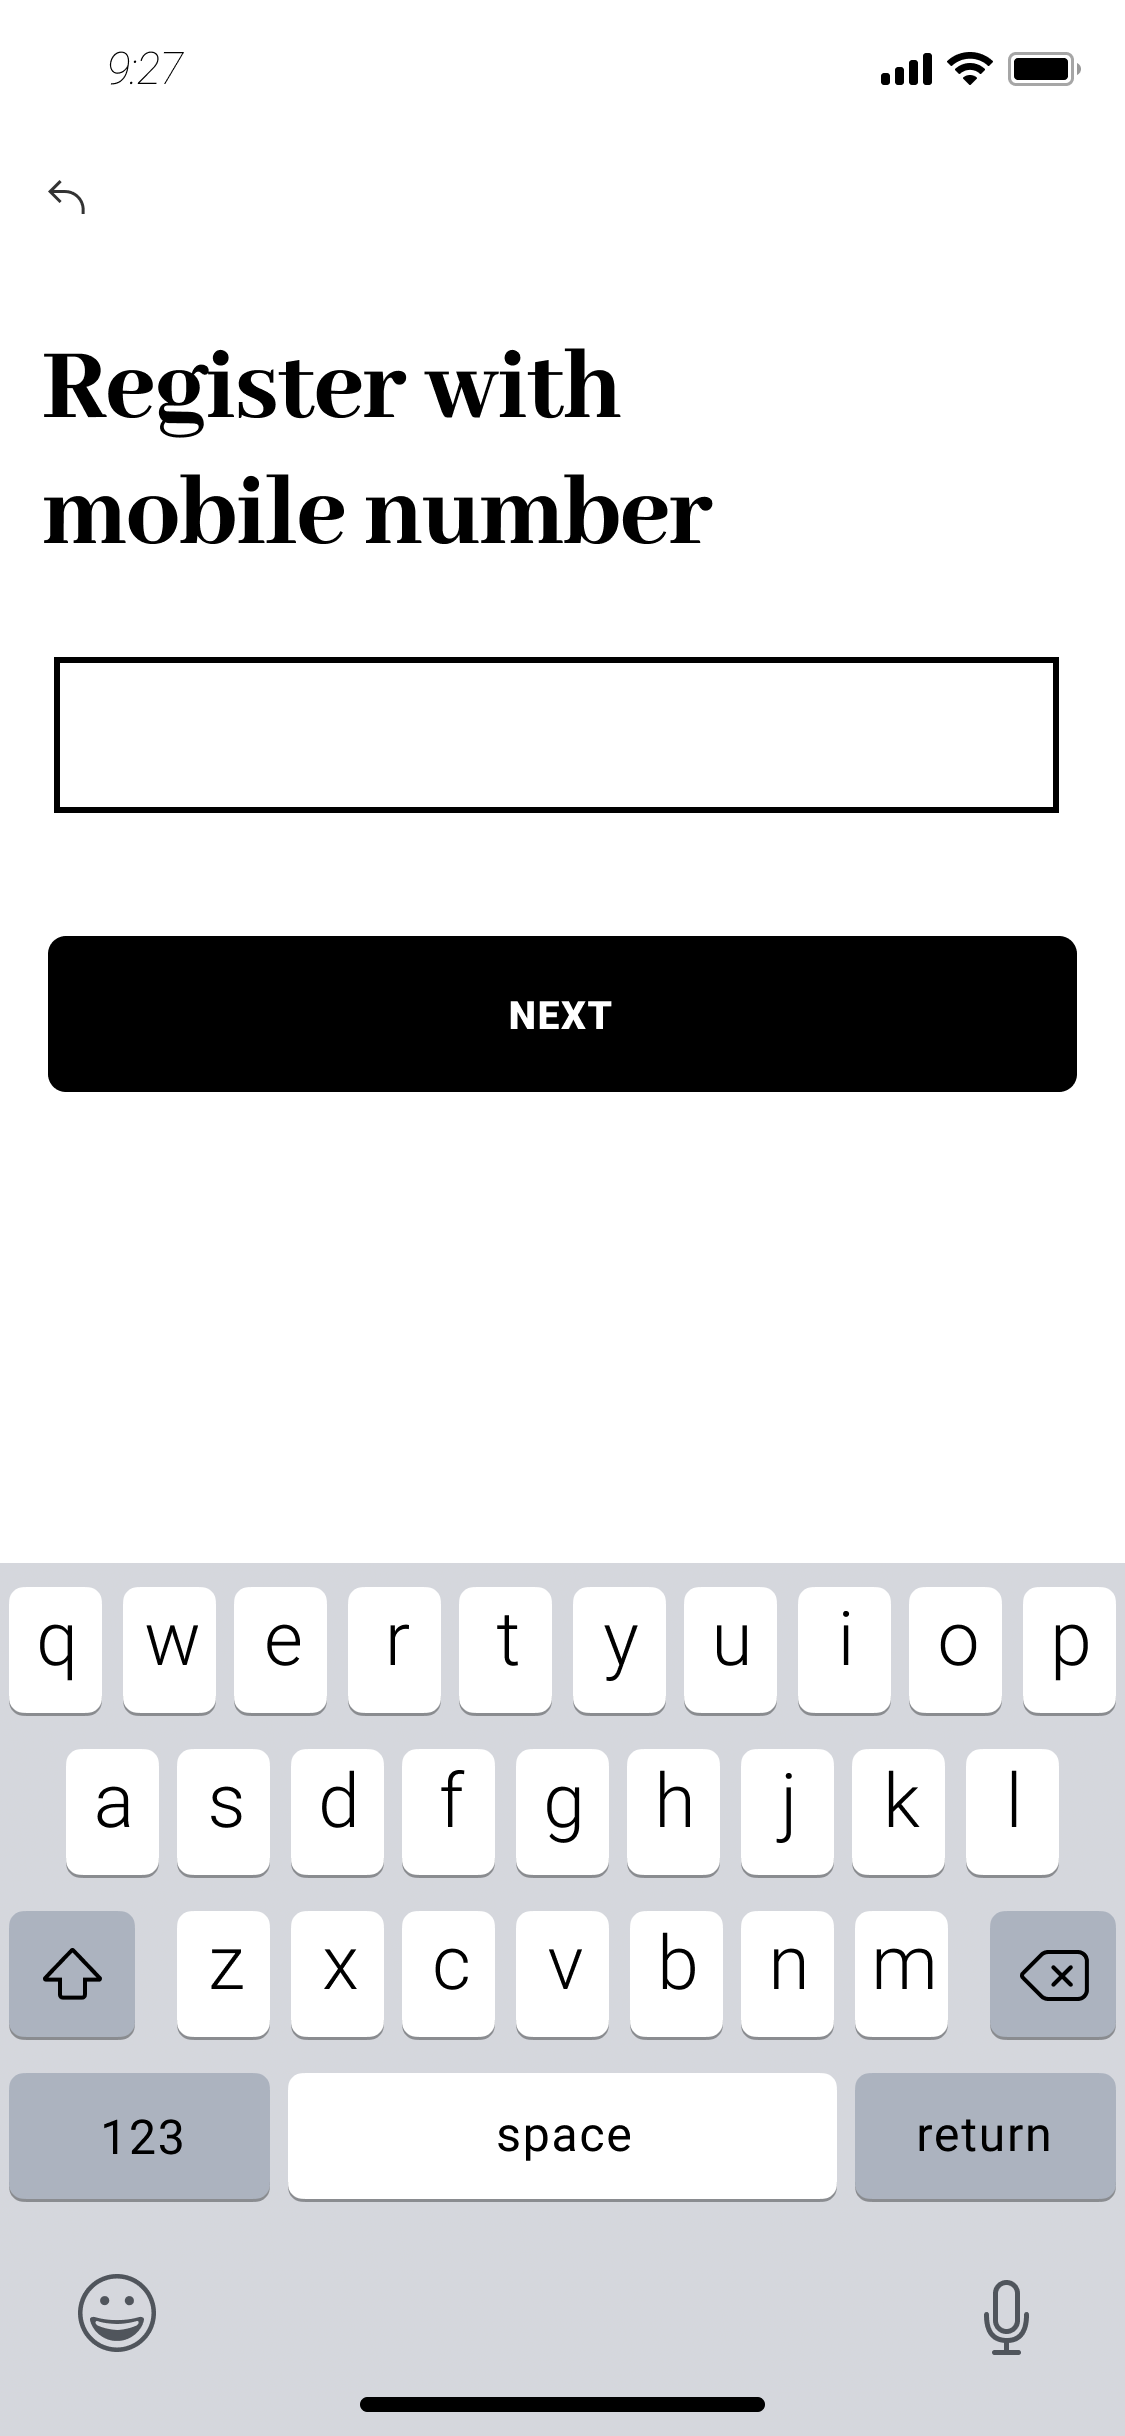 9:27
Register with
mobile number
NEXT
q w e r t y u i o p
a s d f g h j k l
z x c v b n m
123 space return